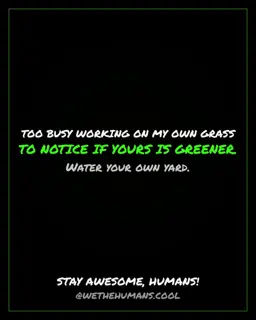 TOO BUSY WORKING ON MY OWN GRASS
TO NOTICE IF YOURS IS GREENER.
WATER YOUR OWN YARD.
STAY AWESOME, HUMANS!
@WETHEHUMANS.COOL